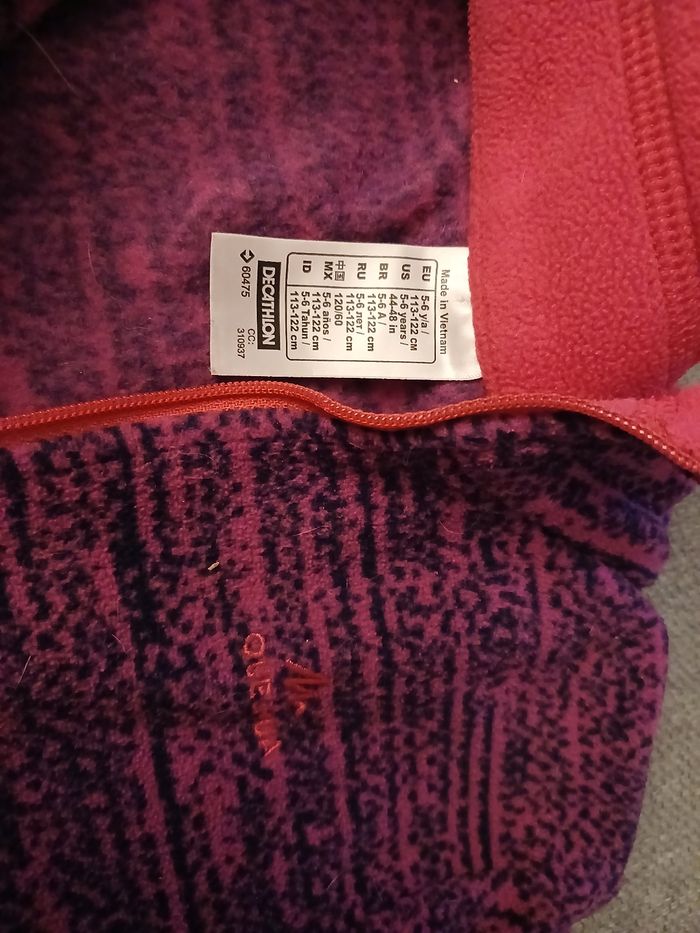 Made in Vietnam
EU 5-6 y/a /
113-122 CM
US 5-6 years /
44-48 in
BR 5-6 A /
113-122 cm
RU 5-6 лет /
113-122 cm
中国 120/60
MX 5-6 años /
113-122 cm
ID 5-6 Tahun /
113-122 cm
DECATHLON
CC:
60475 310937
QUECHUA